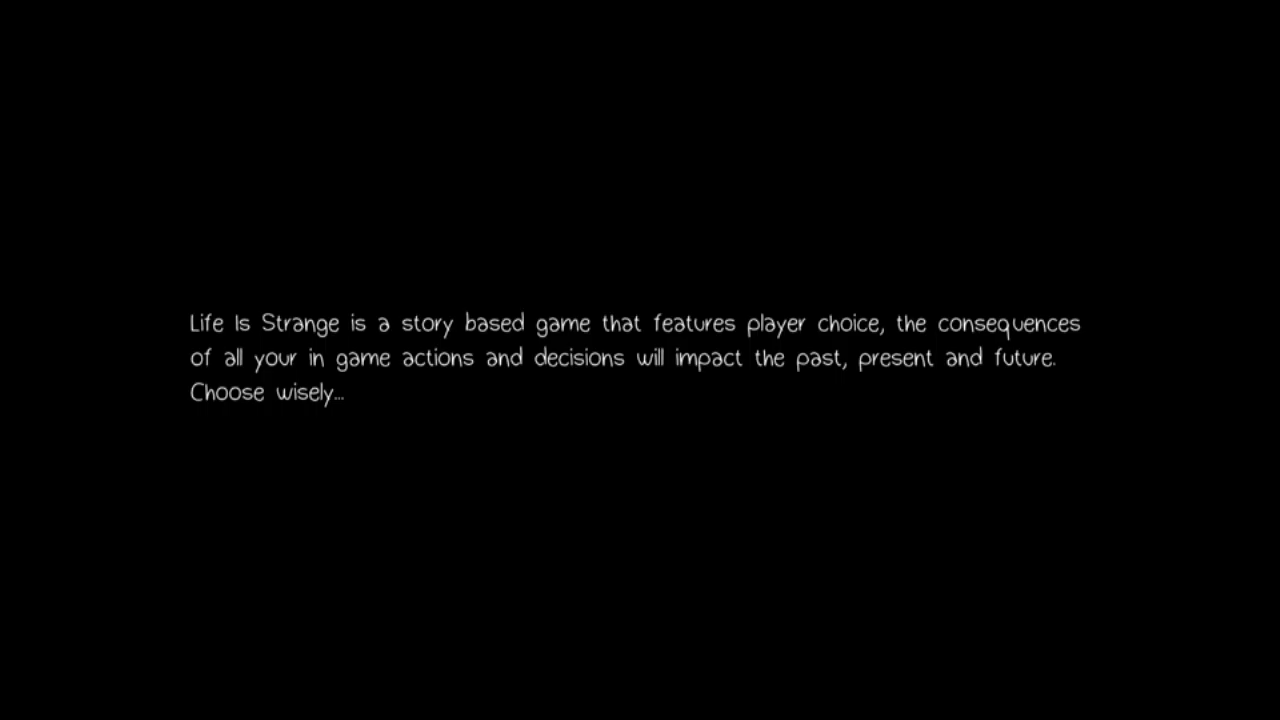 Life Is Strange is a story based game that features player choice, the consequences
of all your in game actions and decisions will impact the past, present and future.
Choose wisely...